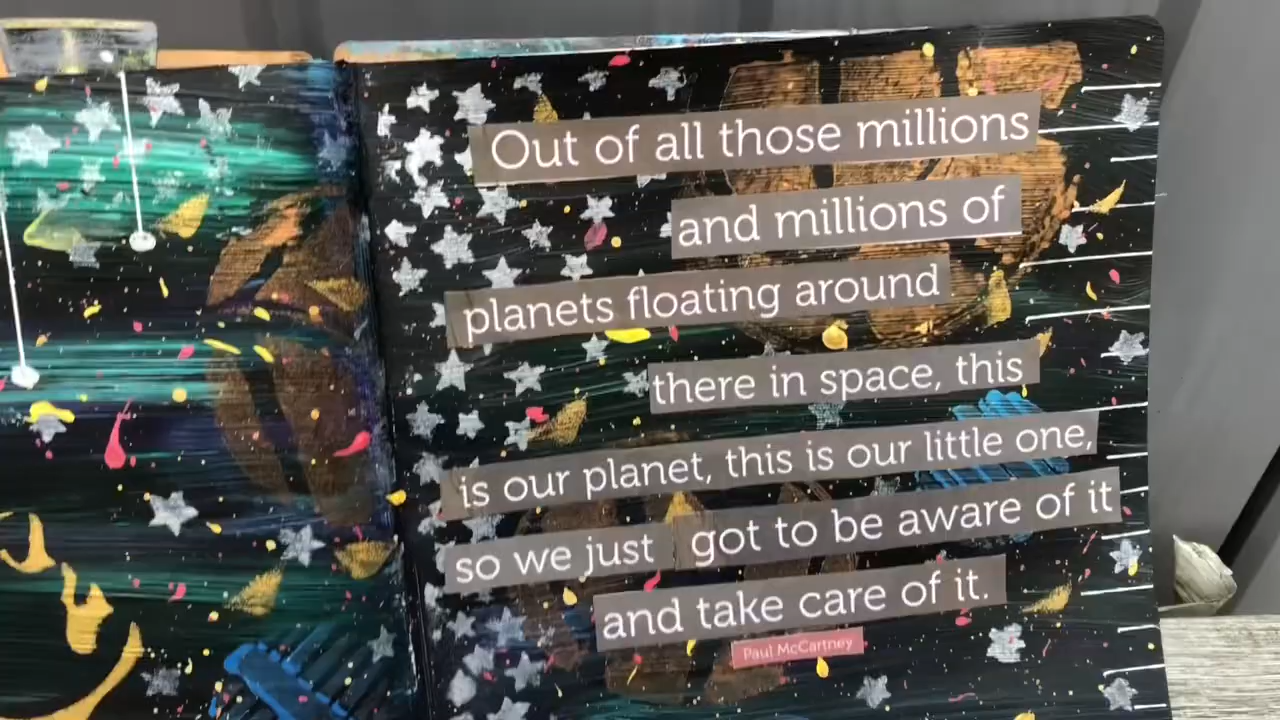 Out of all those millions
and millions of
planets floating around
there in space, this
is our planet, this is our little one,
so we just got to be aware of it
and take care of it.
Paul McCartney